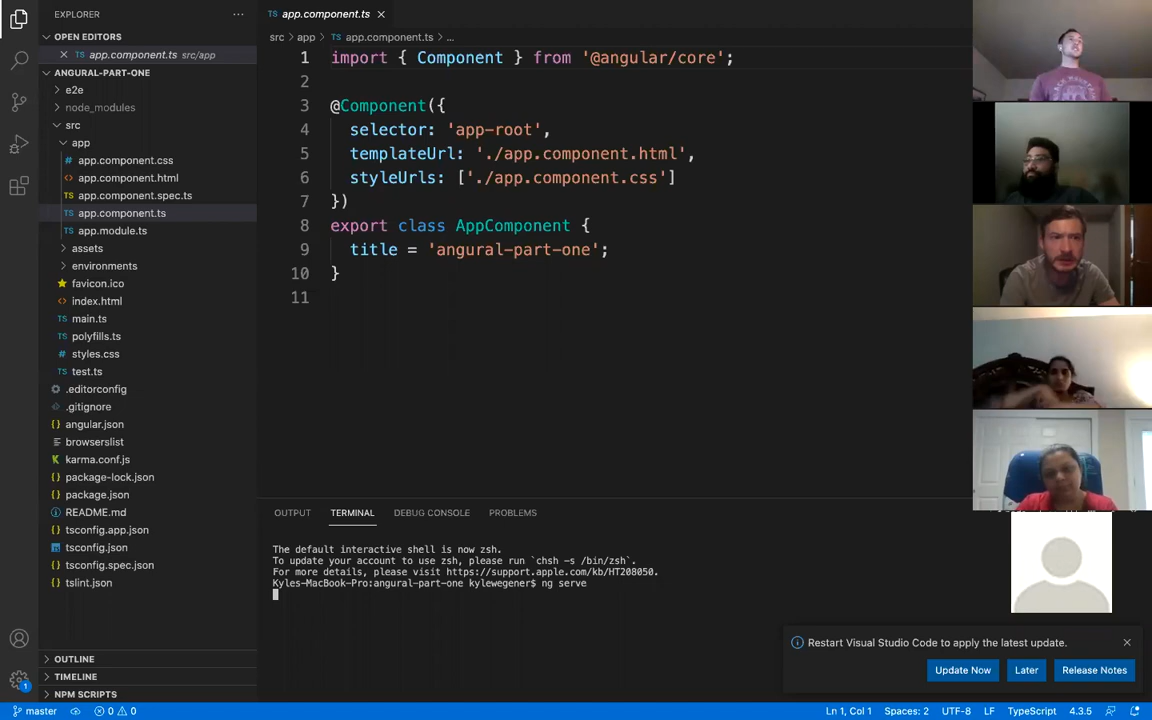 EXPLORER
···
OPEN EDITORS
app.component.ts src/app
ANGURAL-PART-ONE
e2e
node_modules
src
app
app.component.css
app.component.html
TS app.component.spec.ts
TS app.component.ts
TS app.module.ts
assets
environments
favicon.ico
index.html
TS main.ts
TS polyfills.ts
styles.css
TS test.ts
.editorconfig
.gitignore
angular.json
browserslist
karma.conf.js
package-lock.json
package.json
README.md
tsconfig.app.json
tsconfig.json
tsconfig.spec.json
tslint.json
OUTLINE
TIMELINE
NPM SCRIPTS
TS app.component.ts
src > app > TS app.component.ts > ...
1 import { Component } from '@angular/core';
2
3 @Component({
4 selector: 'app-root',
5 templateUrl: './app.component.html',
6 styleUrls: ['./app.component.css']
7 })
8 export class AppComponent {
9 title = 'angural-part-one';
10 }
11
OUTPUT TERMINAL DEBUG CONSOLE PROBLEMS
The default interactive shell is now zsh.
To update your account to use zsh, please run `chsh -s /bin/zsh`.
For more details, please visit https://support.apple.com/kb/HT208050.
Kyles-MacBook-Pro:angural-part-one kylewegener$ ng serve
Restart Visual Studio Code to apply the latest update.
Update Now Later Release Notes
1
master 0 0 Ln 1, Col 1 Spaces: 2 UTF-8 LF TypeScript 4.3.5